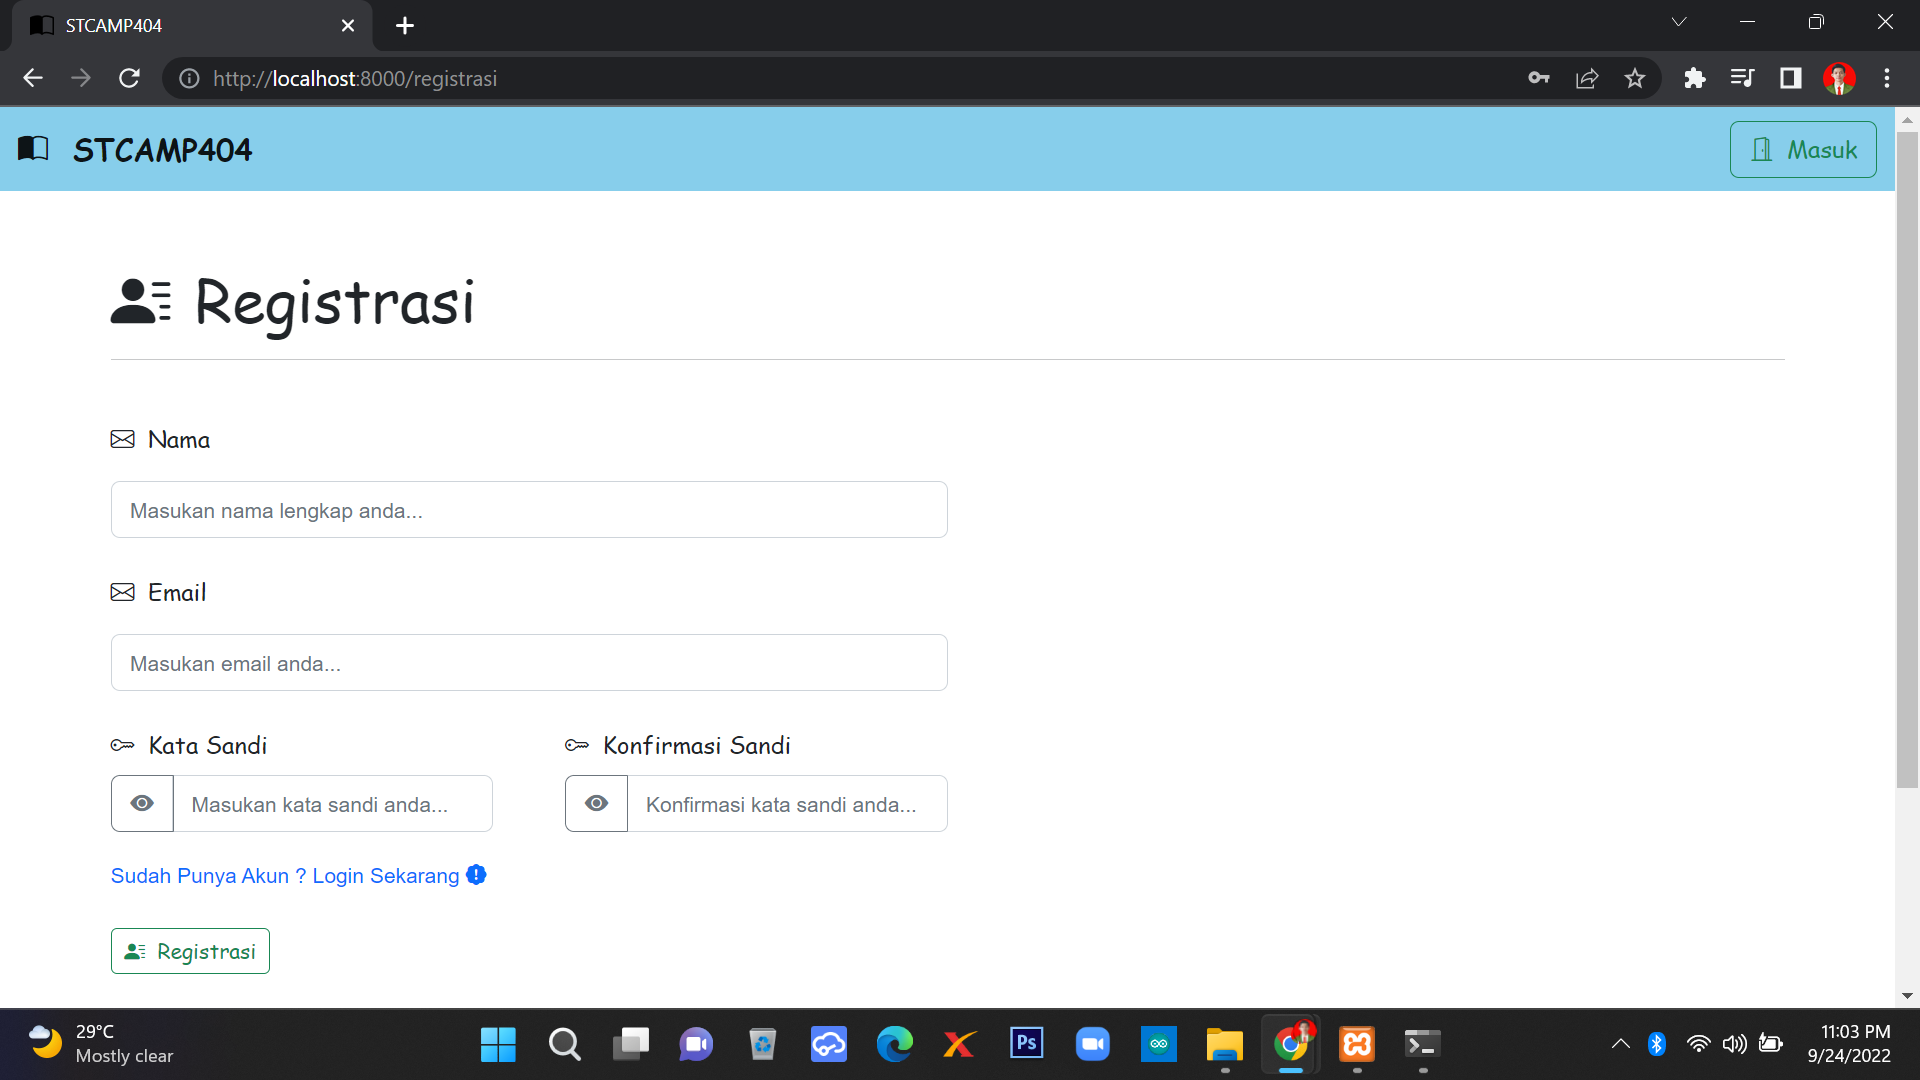 STCAMP404
http://localhost:8000/registrasi
STCAMP404
Masuk
Registrasi
Nama
Masukan nama lengkap anda...
Email
Masukan email anda...
Kata Sandi
Konfirmasi Sandi
Masukan kata sandi anda...
Konfirmasi kata sandi anda...
Sudah Punya Akun ? Login Sekarang
Registrasi
29°C
Mostly clear
Ps
11:03 PM
9/24/2022